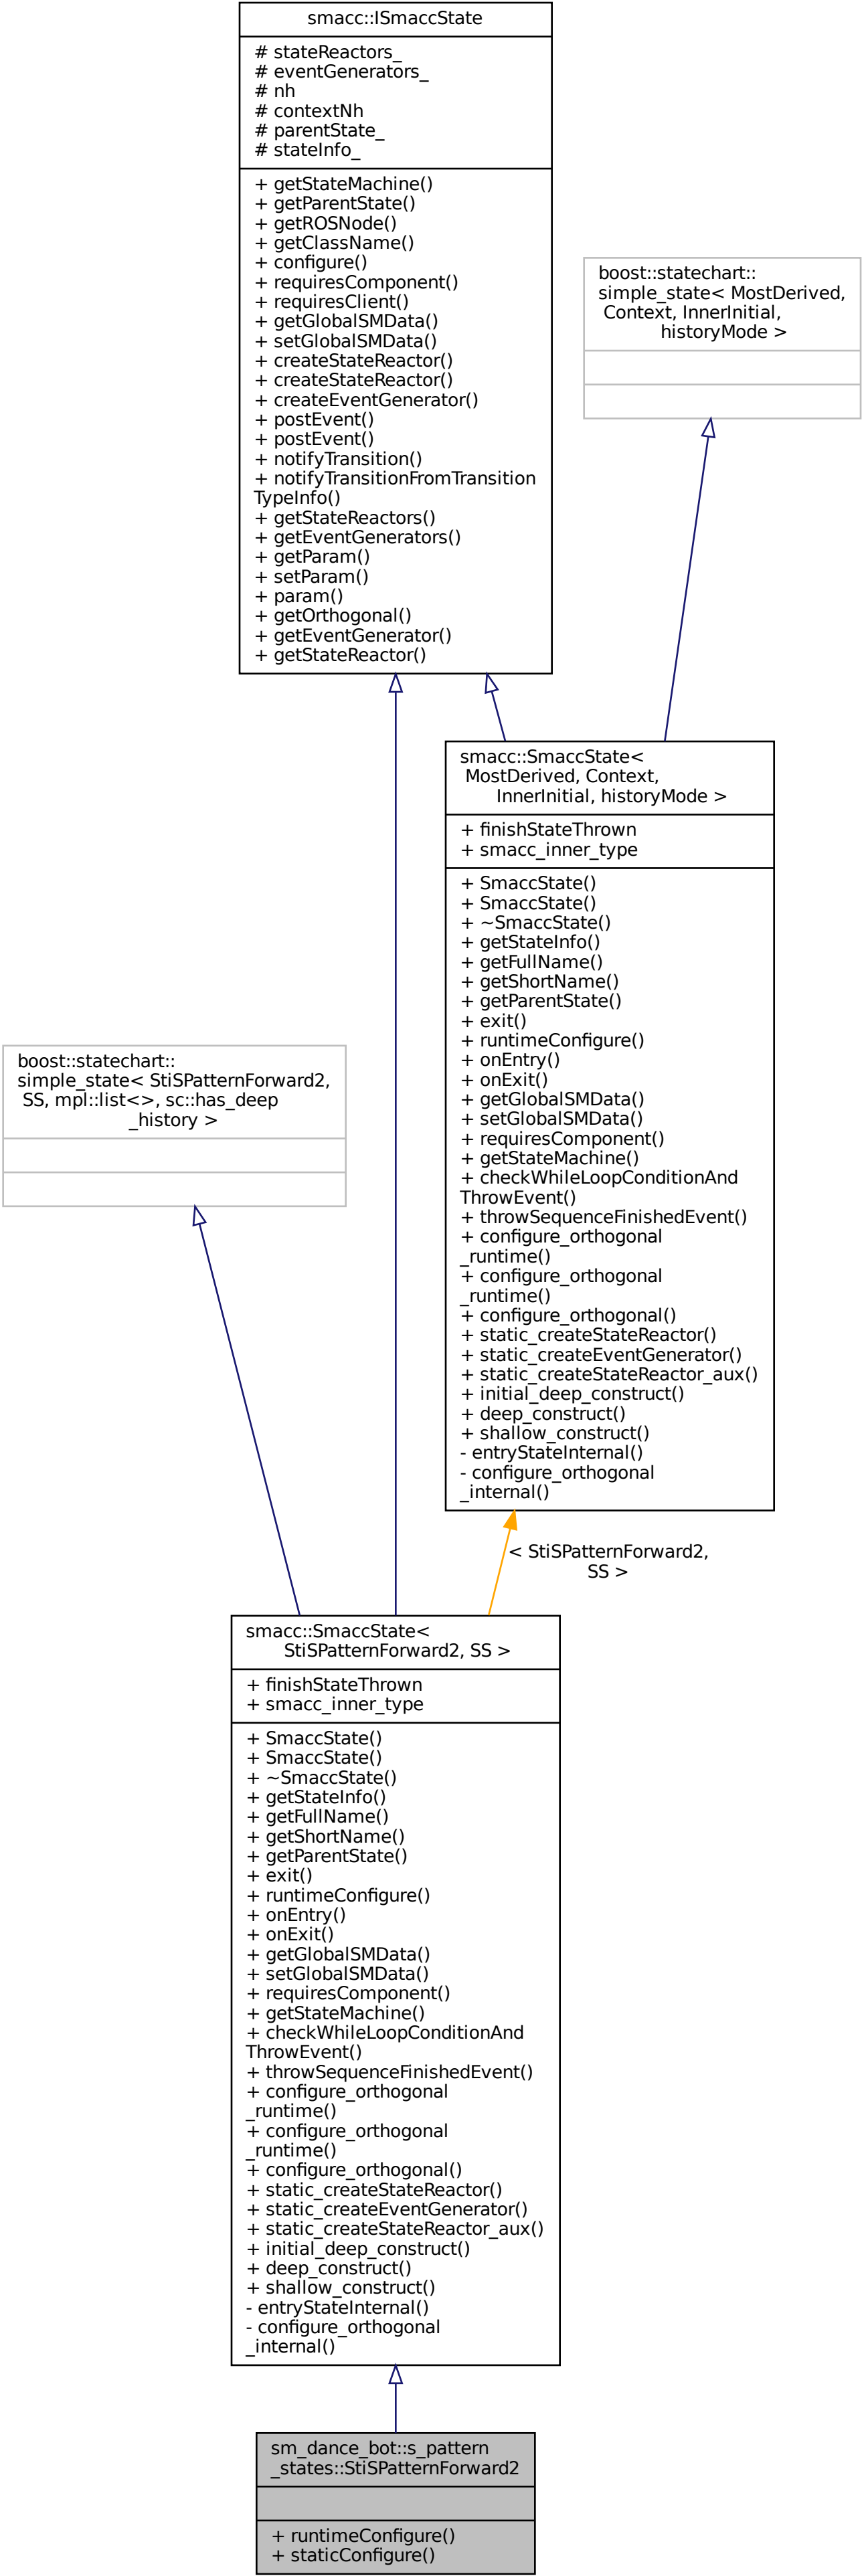 smacc::ISmaccState
# stateReactors_
# eventGenerators_
# nh
# contextNh
# parentState_
# stateInfo_
+ getStateMachine()
+ getParentState()
+ getROSNode()
+ getClassName()
+ configure()
+ requiresComponent()
+ requiresClient()
+ getGlobalSMData()
+ setGlobalSMData()
+ createStateReactor()
+ createStateReactor()
+ createEventGenerator()
+ postEvent()
+ postEvent()
+ notifyTransition()
+ notifyTransitionFromTransition
TypeInfo()
+ getStateReactors()
+ getEventGenerators()
+ getParam()
+ setParam()
+ param()
+ getOrthogonal()
+ getEventGenerator()
+ getStateReactor()
boost::statechart::
simple_state< MostDerived,
Context, InnerInitial,
historyMode >
smacc::SmaccState<
MostDerived, Context,
InnerInitial, historyMode >
+ finishStateThrown
+ smacc_inner_type
+ SmaccState()
+ SmaccState()
+ ~SmaccState()
+ getStateInfo()
+ getFullName()
+ getShortName()
+ getParentState()
+ exit()
+ runtimeConfigure()
+ onEntry()
+ onExit()
+ getGlobalSMData()
+ setGlobalSMData()
+ requiresComponent()
+ getStateMachine()
+ checkWhileLoopConditionAnd
ThrowEvent()
+ throwSequenceFinishedEvent()
+ configure_orthogonal
_runtime()
+ configure_orthogonal
_runtime()
+ configure_orthogonal()
+ static_createStateReactor()
+ static_createEventGenerator()
+ static_createStateReactor_aux()
+ initial_deep_construct()
+ deep_construct()
+ shallow_construct()
- entryStateInternal()
- configure_orthogonal
_internal()
boost::statechart::
simple_state< StiSPatternForward2,
SS, mpl::list<>, sc::has_deep
_history >
< StiSPatternForward2,
SS >
smacc::SmaccState<
StiSPatternForward2, SS >
+ finishStateThrown
+ smacc_inner_type
+ SmaccState()
+ SmaccState()
+ ~SmaccState()
+ getStateInfo()
+ getFullName()
+ getShortName()
+ getParentState()
+ exit()
+ runtimeConfigure()
+ onEntry()
+ onExit()
+ getGlobalSMData()
+ setGlobalSMData()
+ requiresComponent()
+ getStateMachine()
+ checkWhileLoopConditionAnd
ThrowEvent()
+ throwSequenceFinishedEvent()
+ configure_orthogonal
_runtime()
+ configure_orthogonal
_runtime()
+ configure_orthogonal()
+ static_createStateReactor()
+ static_createEventGenerator()
+ static_createStateReactor_aux()
+ initial_deep_construct()
+ deep_construct()
+ shallow_construct()
- entryStateInternal()
- configure_orthogonal
_internal()
sm_dance_bot::s_pattern
_states::StiSPatternForward2
+ runtimeConfigure()
+ staticConfigure()